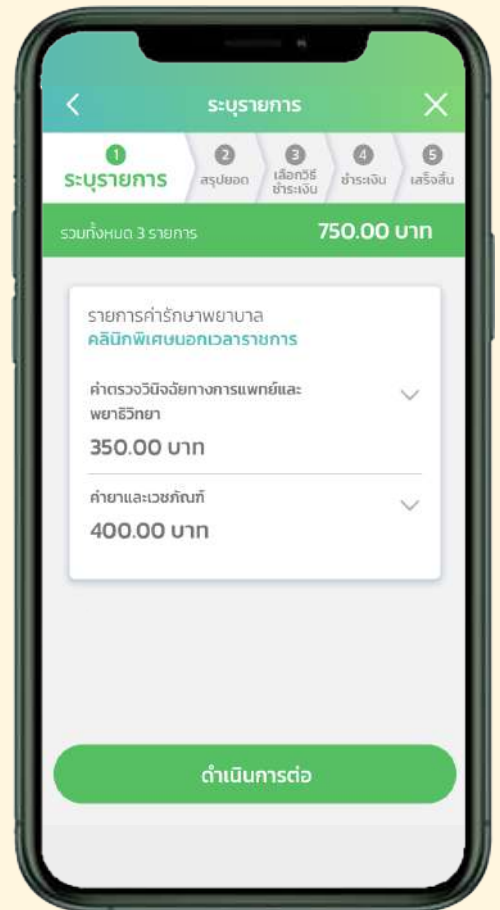 ระบุรายการ
1
ระบุรายการ
2
สรุปยอด
3
เลือกวิธี
ชำระเงิน
4
ชำระเงิน
5
เสร็จสิ้น
รวมทั้งหมด 3 รายการ 750.00 บาท
รายการค่ารักษาพยาบาล
คลินิกพิเศษนอกเวลาราชการ
ค่าตรวจวินิจฉัยทางการแพทย์และ
พยาธิวิทยา
350.00 บาท
ค่ายาและเวชภัณฑ์
400.00 บาท
ดำเนินการต่อ